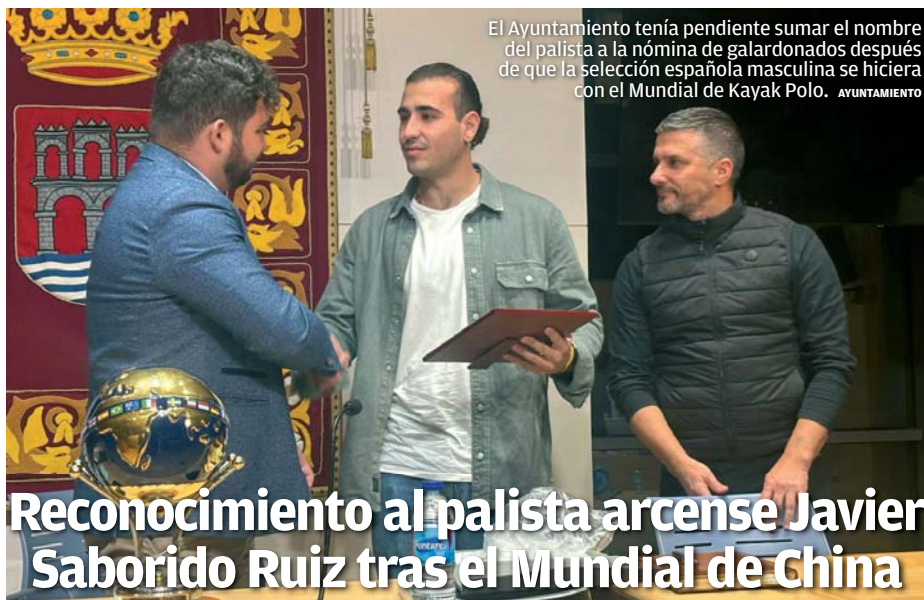 El Ayuntamiento tenía pendiente sumar el nombre
del palista a la nómina de galardonados después
de que la selección española masculina se hiciera
con el Mundial de Kayak Polo. AYUNTAMIENTO
Reconocimiento al palista arcense Javier
Saborido Ruiz tras el Mundial de China